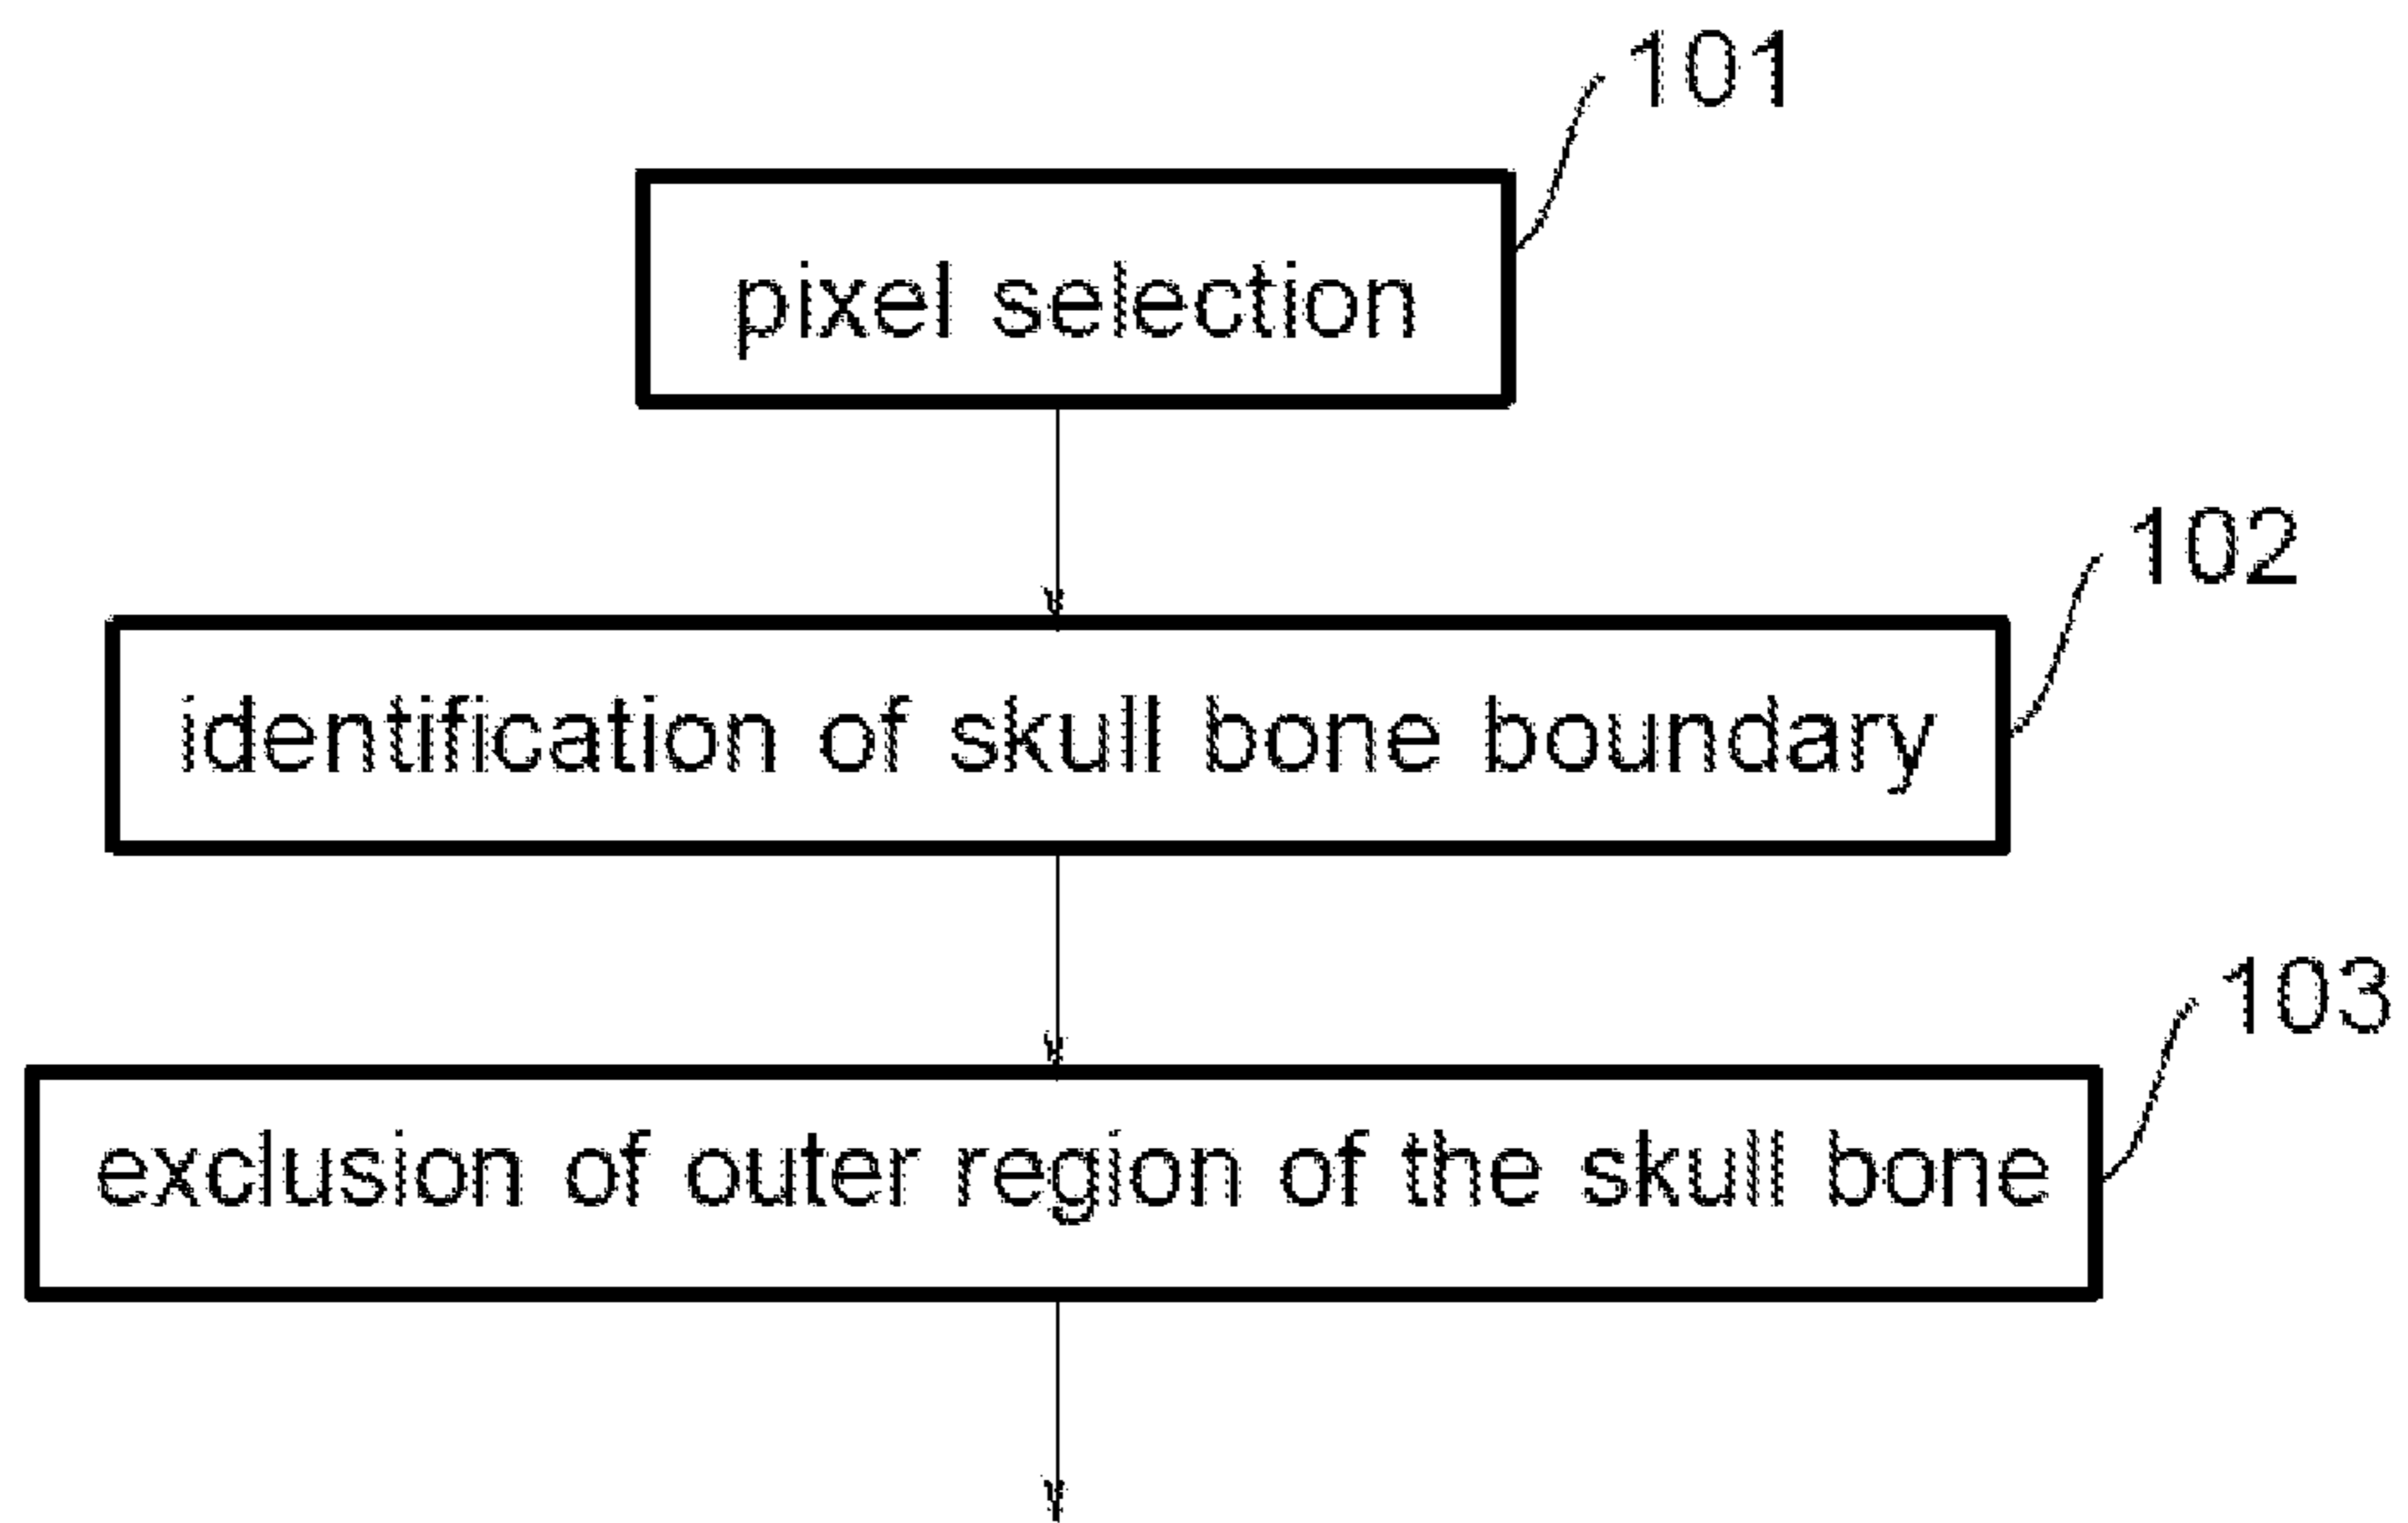 101
pixel selection
102
identification of skull bone boundary
103
exclusion of outer region of the skull bone